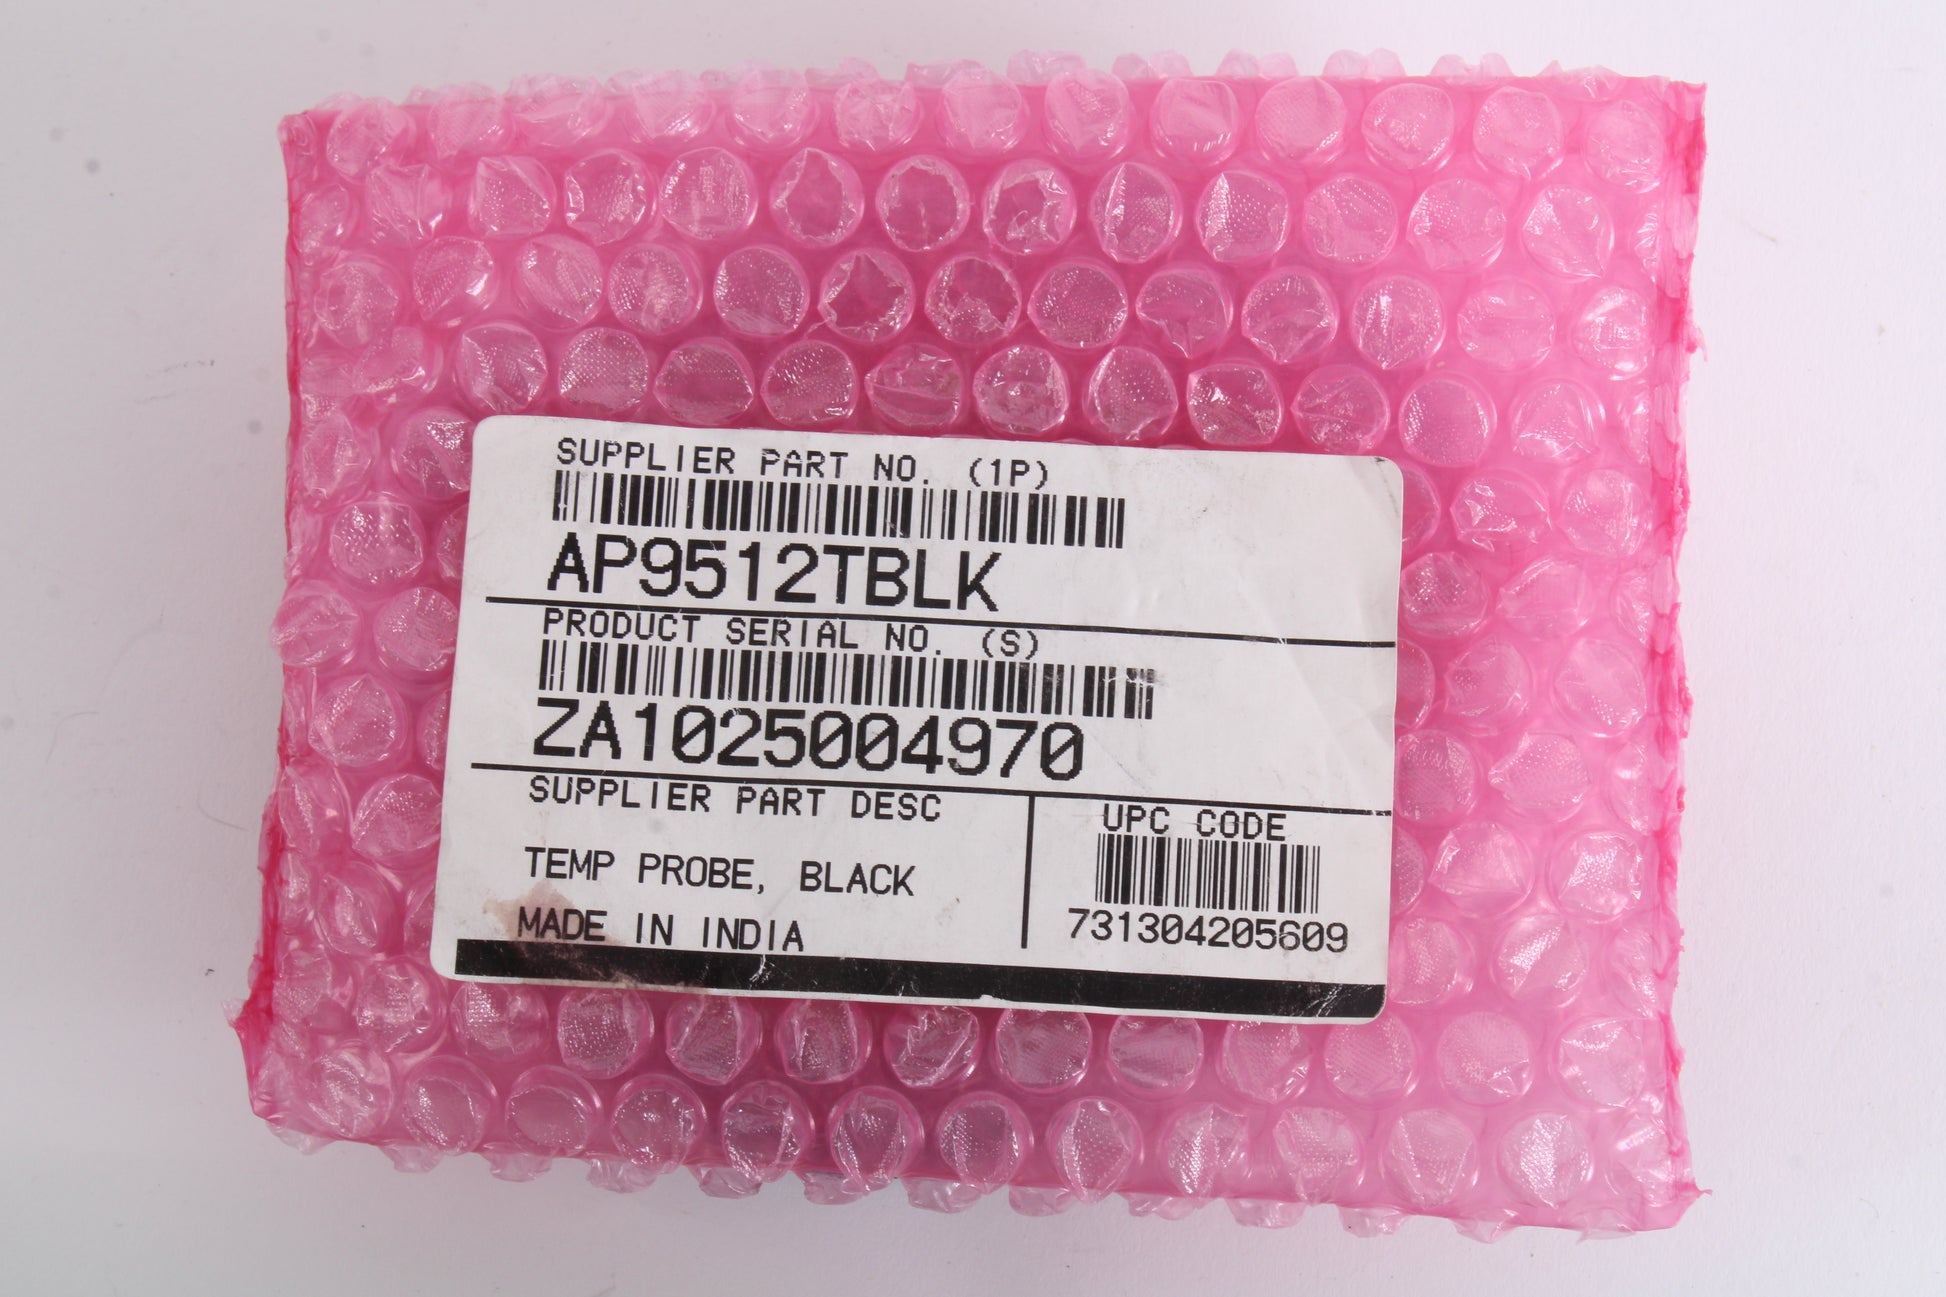 SUPPLIER PART NO. (1P)
AP9512TBLK
PRODUCT SERIAL NO. (S)
ZA1025004970
SUPPLIER PART DESC
UPC CODE
TEMP PROBE, BLACK
MADE IN INDIA
731304205609